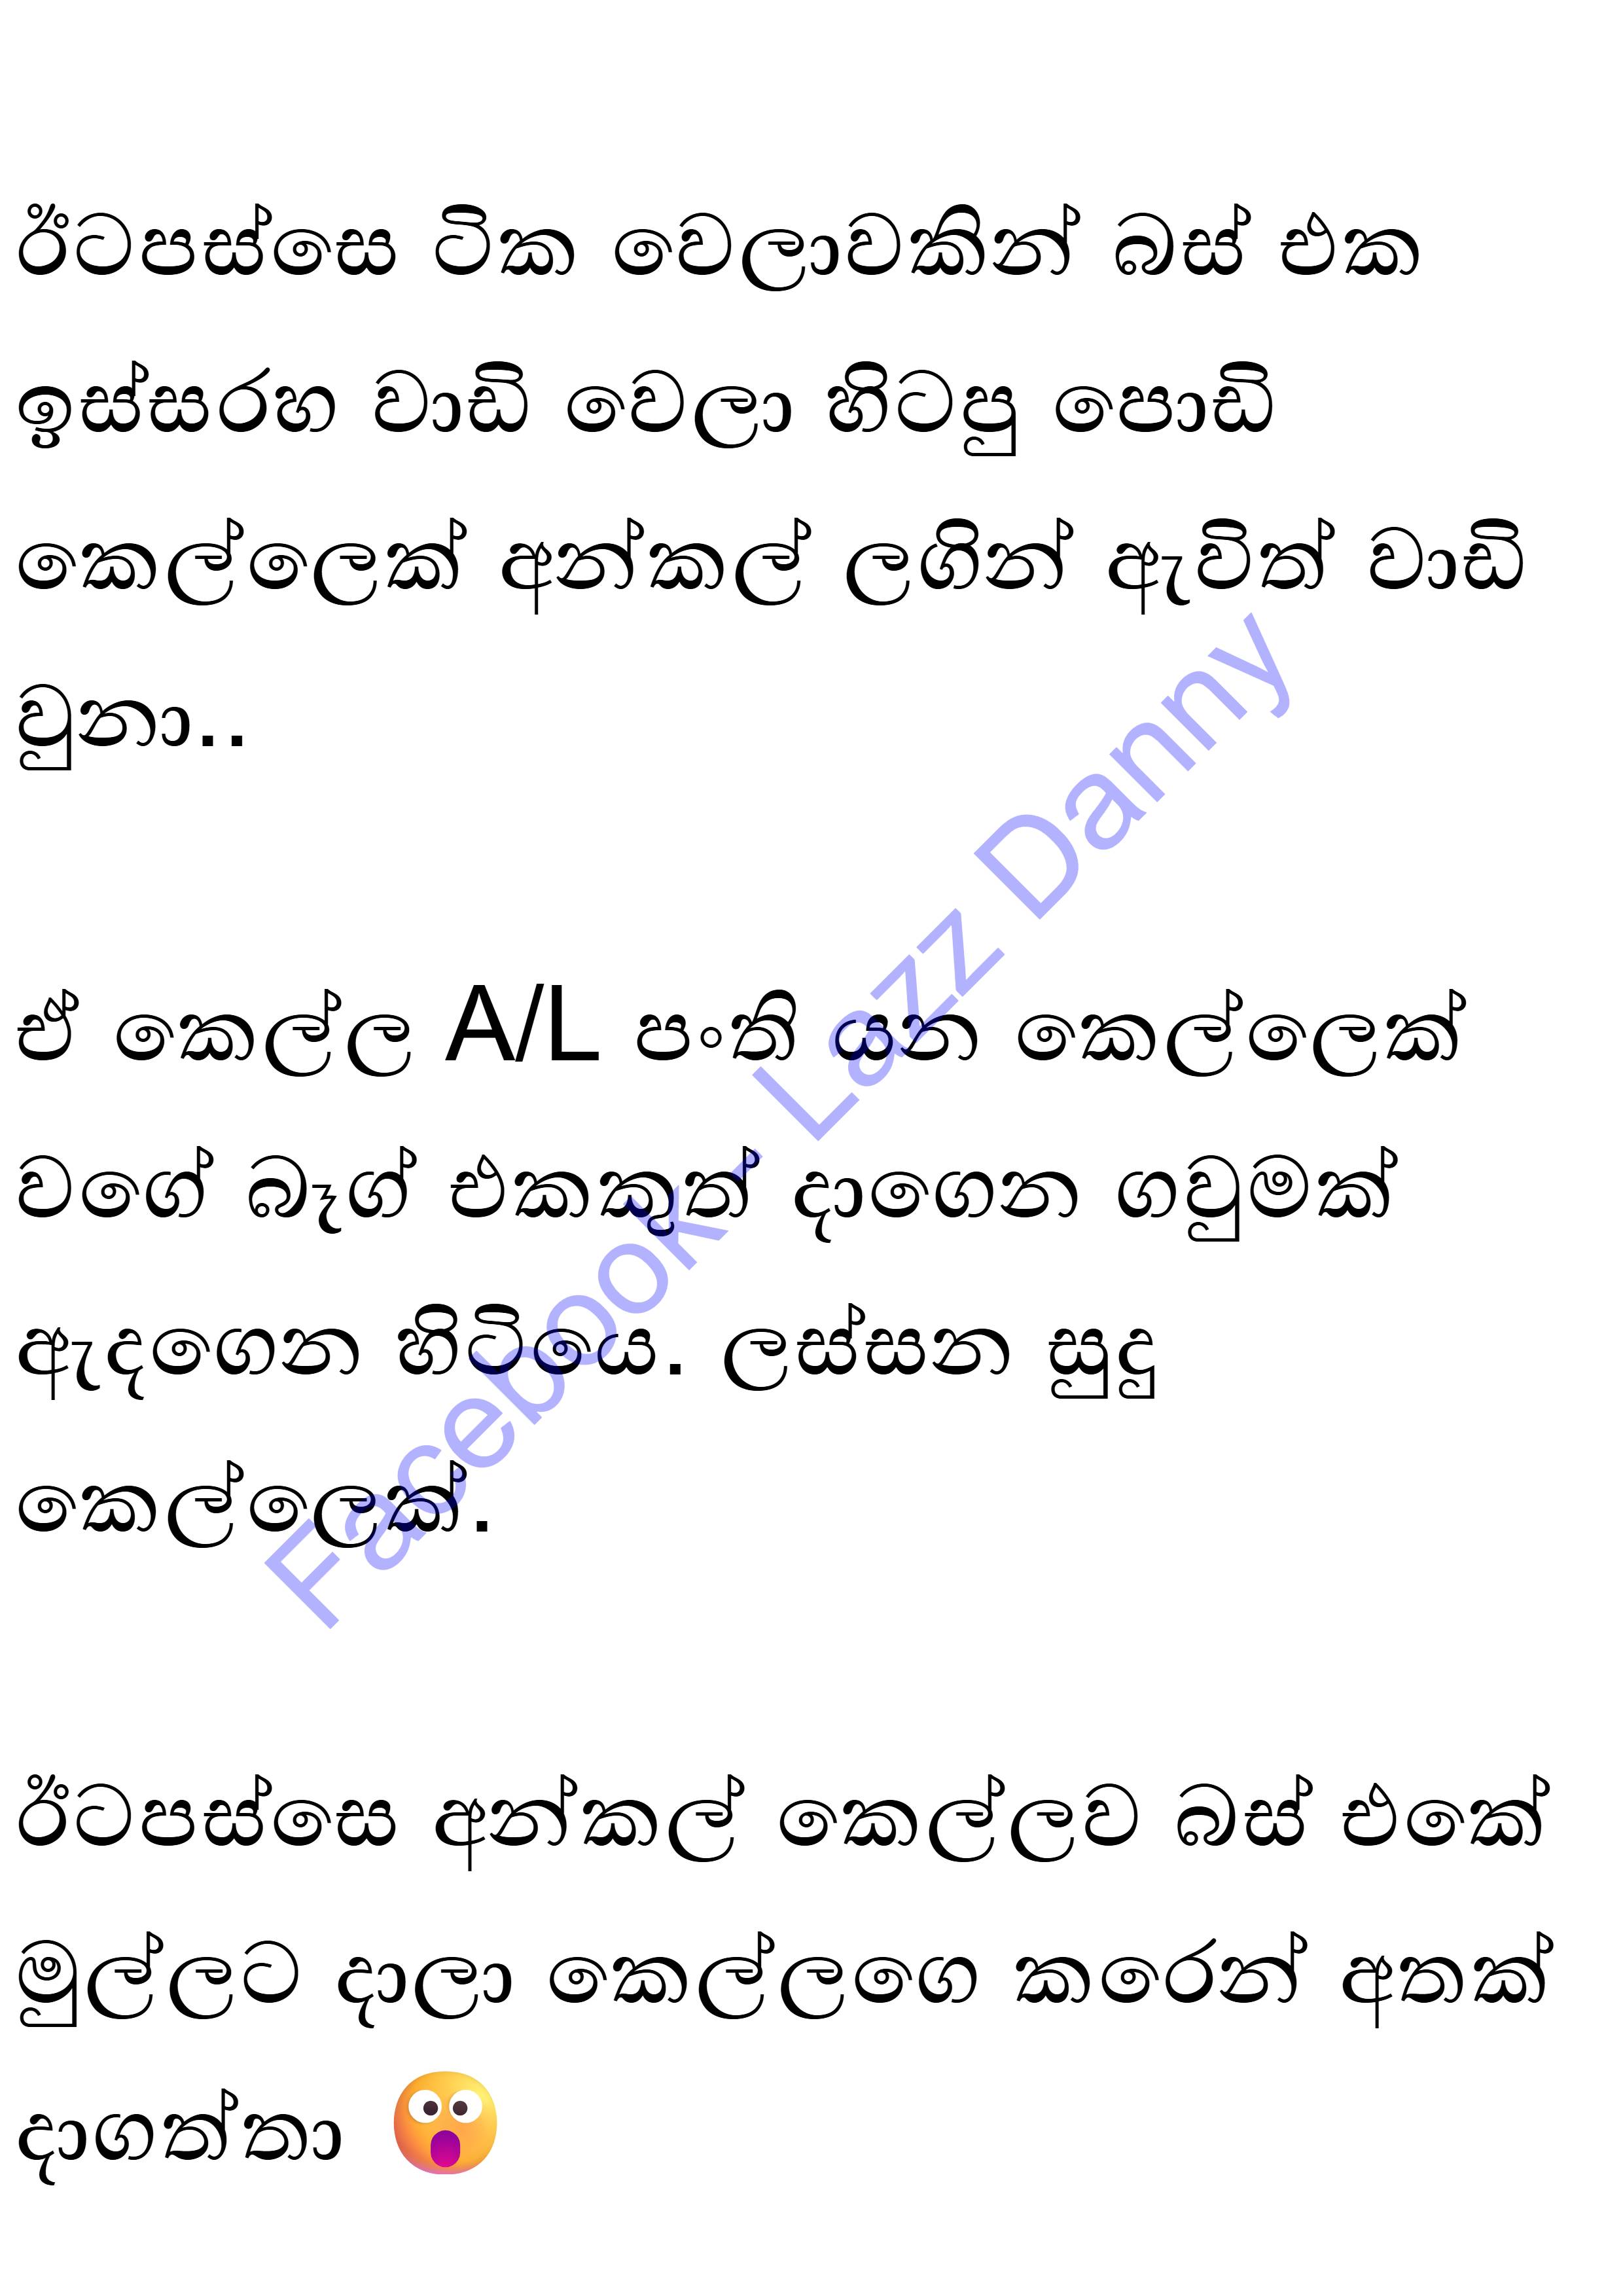 ඊටපස්සෙ ටික වෙලාවකින් බස් එක
ඉස්සරහ වාඩි වෙලා හිටපු පොඩි
කෙල්ලෙක් අන්කල් ලගින් ඇවිත් වාඩි
වුනා..
ඒ කෙල්ල A/L පංති යන කෙල්ලෙක්
වගේ බෑග් එකකුත් දාගෙන ගවුමක්
ඇදගෙන හිටියෙ. ලස්සන සුදු
කෙල්ලෙක්.
ඊටපස්සෙ අන්කල් කෙල්ලව බස් එකේ
මුල්ලට දාලා කෙල්ලගෙ කරෙන් අතක්
දාගත්තා 😲
Facebook - Lazz Danny